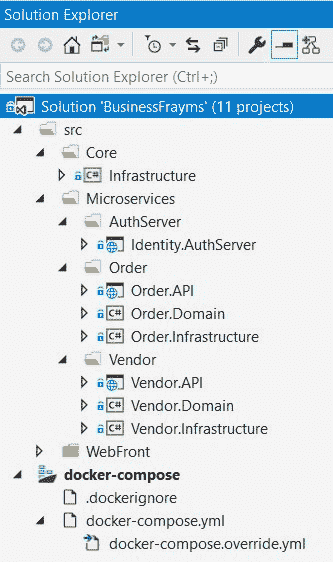 Solution Explorer
Search Solution Explorer (Ctrl+;)
Solution 'BusinessFrayms' (11 projects)
src
Core
C# Infrastructure
Microservices
AuthServer
Identity.AuthServer
Order
Order.API
C# Order.Domain
C# Order.Infrastructure
Vendor
Vendor.API
C# Vendor.Domain
C# Vendor.Infrastructure
WebFront
docker-compose
.dockerignore
docker-compose.yml
docker-compose.override.yml